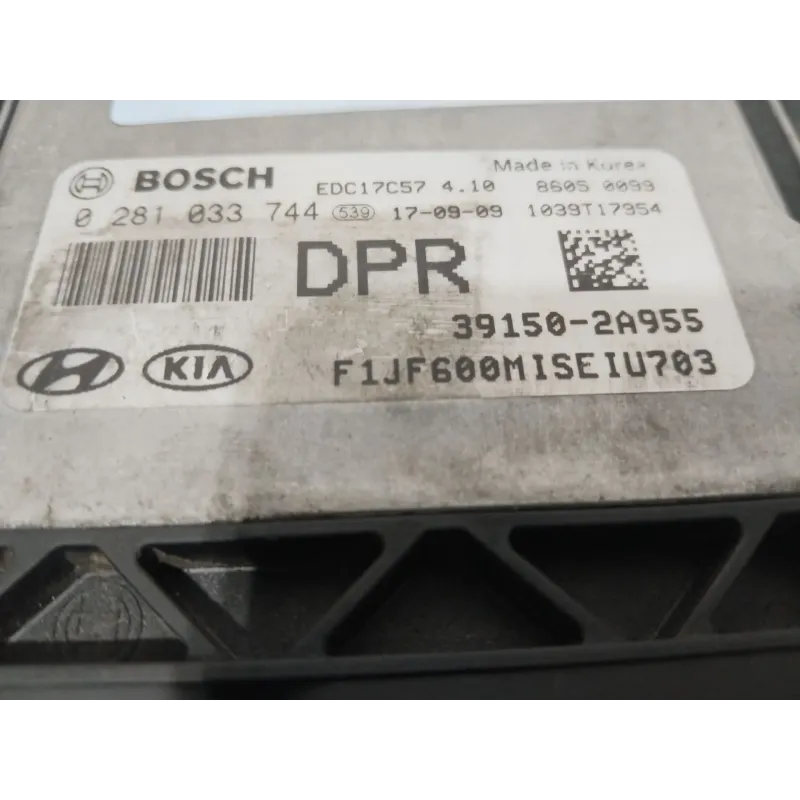 BOSCH EDC17C57 4.10 Made in Korea 8605 0099
0 281 033 744 539 17-09-09 1039T17954
DPR
39150-2A955
KIA F1JF600MISEIU703